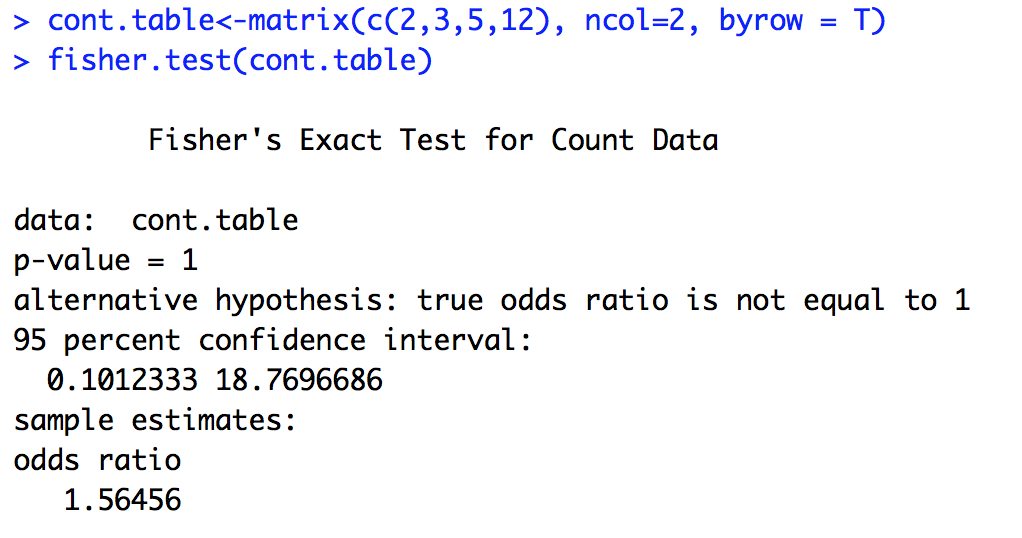 > cont.table<-matrix(c(2,3,5,12), ncol=2, byrow = T)
> fisher.test(cont.table)
Fisher's Exact Test for Count Data
data:  cont.table
p-value = 1
alternative hypothesis: true odds ratio is not equal to 1
95 percent confidence interval:
0.1012333 18.7696686
sample estimates:
odds ratio
1.56456